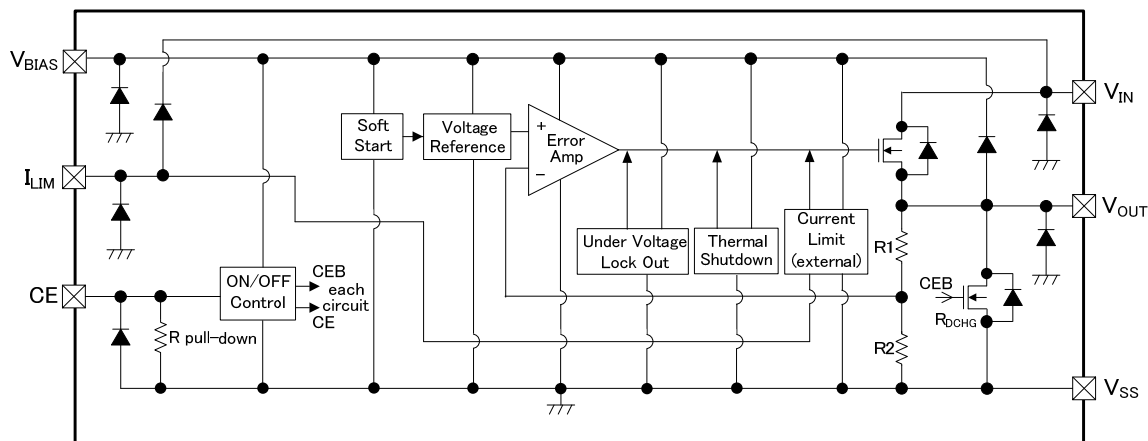 VBIAS
VIN
Soft
Start
Voltage
Reference
+
Error
Amp
−
ILIM
VOUT
Under Voltage
Lock Out
Thermal
Shutdown
Current
Limit
(external)
R1
CE
ON/OFF
Control
CEB
each
circuit
CE
CEB
RDCHG
R pull-down
R2
VSS